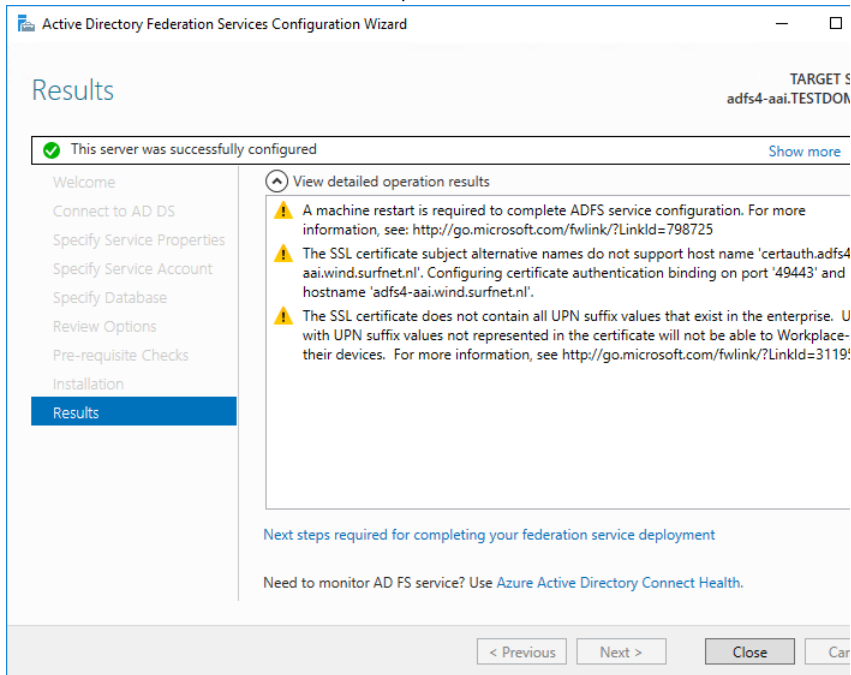 Active Directory Federation Services Configuration Wizard
Results
TARGET S
adfs4-aai.TESTDOM
This server was successfully configured
Show more
Welcome
Connect to AD DS
Specify Service Properties
Specify Service Account
Specify Database
Review Options
Pre-requisite Checks
Installation
Results
View detailed operation results
A machine restart is required to complete ADFS service configuration. For more
information, see: http://go.microsoft.com/fwlink/?LinkId=798725
The SSL certificate subject alternative names do not support host name 'certauth.adfs4
aai.wind.surfnet.nl'. Configuring certificate authentication binding on port '49443' and
hostname 'adfs4-aai.wind.surfnet.nl'.
The SSL certificate does not contain all UPN suffix values that exist in the enterprise. U
with UPN suffix values not represented in the certificate will not be able to Workplace-
their devices. For more information, see http://go.microsoft.com/fwlink/?LinkId=31195
Next steps required for completing your federation service deployment
Need to monitor AD FS service? Use Azure Active Directory Connect Health.
< Previous
Next >
Close
Can